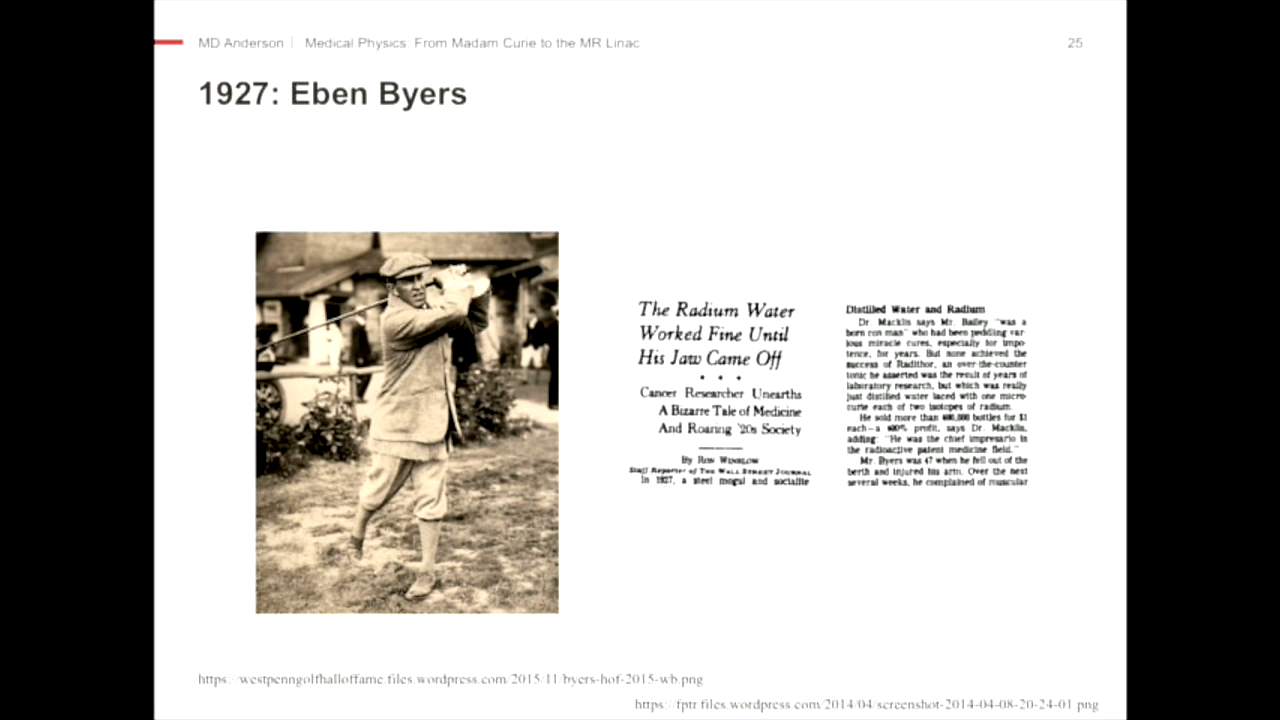 MD Anderson | Medical Physics From Madam Curie to the MR Linac
25
1927: Eben Byers
The Radium Water
Worked Fine Until
His Jaw Came Off
• • •
Cancer Researcher Unearths
A Bizarre Tale of Medicine
And Roaring '20s Society
By Ron Winslow
Staff Reporter of The Wall Street Journal
In 1927, a steel mogul and socialite
Distilled Water and Radium
Dr. Macklis says Mr. Bailey "was a
born con man" who had been peddling var-
ious miracle cures, especially for impo-
tence, for years. But none achieved the
success of Radithor, an over-the-counter
tonic he asserted was the result of years of
laboratory research, but which was really
just distilled water laced with one micro-
curie each of two isotopes of radium.
He sold more than 400,000 bottles for $1
each—a 400% profit, says Dr. Macklis,
adding: "He was the chief impresario in
the radioactive patent medicine field."
Mr. Byers was 47 when he fell out of the
berth and injured his arm. Over the next
several weeks, he complained of muscular
https://westpenngolfhalloffame.files.wordpress.com/2015/11/byers-hof-2015-wb.png
https://fptr.files.wordpress.com/2014/04/screenshot-2014-04-08-20-24-01.png